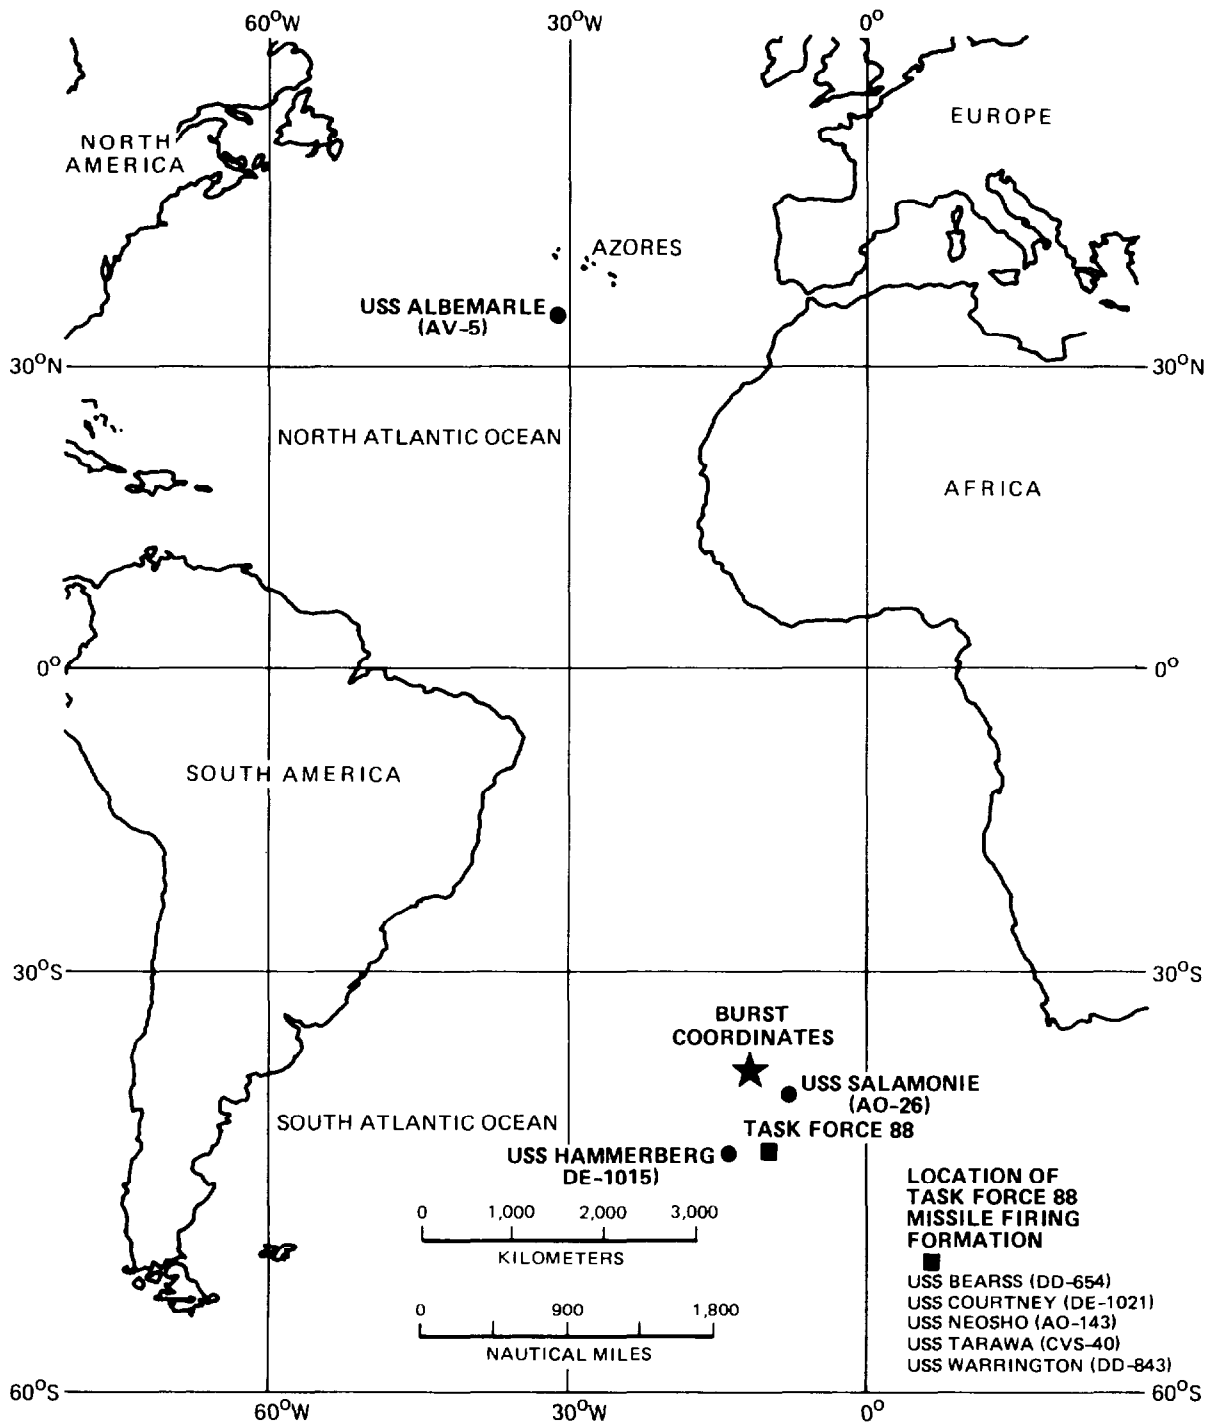 60°W 30°W 0°
EUROPE
NORTH
AMERICA
AZORES
USS ALBEMARLE
(AV-5)
30°N 30°N
NORTH ATLANTIC OCEAN
AFRICA
0° 0°
SOUTH AMERICA
30°S 30°S
BURST
COORDINATES
USS SALAMONIE
(AO-26)
SOUTH ATLANTIC OCEAN
TASK FORCE 88
USS HAMMERBERG
DE-1015)
LOCATION OF
TASK FORCE 88
MISSILE FIRING
FORMATION
0 1,000 2,000 3,000
KILOMETERS
USS BEARSS (DD-654)
USS COURTNEY (DE-1021)
USS NEOSHO (AO-143)
USS TARAWA (CVS-40)
USS WARRINGTON (DD-843)
0 900 1,800
NAUTICAL MILES
60°S 60°S
60°W 30°W 0°